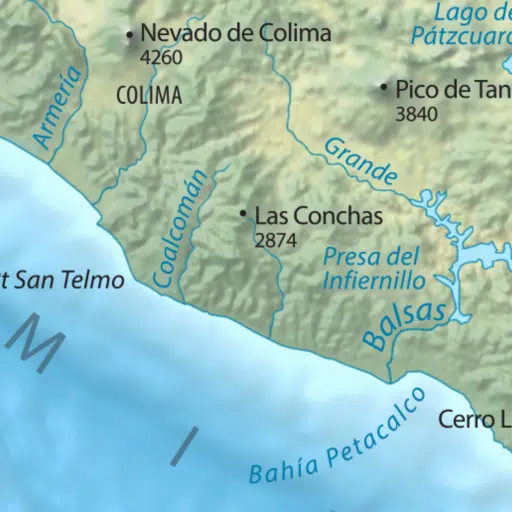 Lago de
Pátzcuaro
Nevado de Colima
4260
COLIMA
Armería
Pico de Tan
3840
Grande
Coalcomán
Las Conchas
2874
Presa del
Infiernillo
t San Telmo
Balsas
M
I
Cerro L
Bahía Petacalco